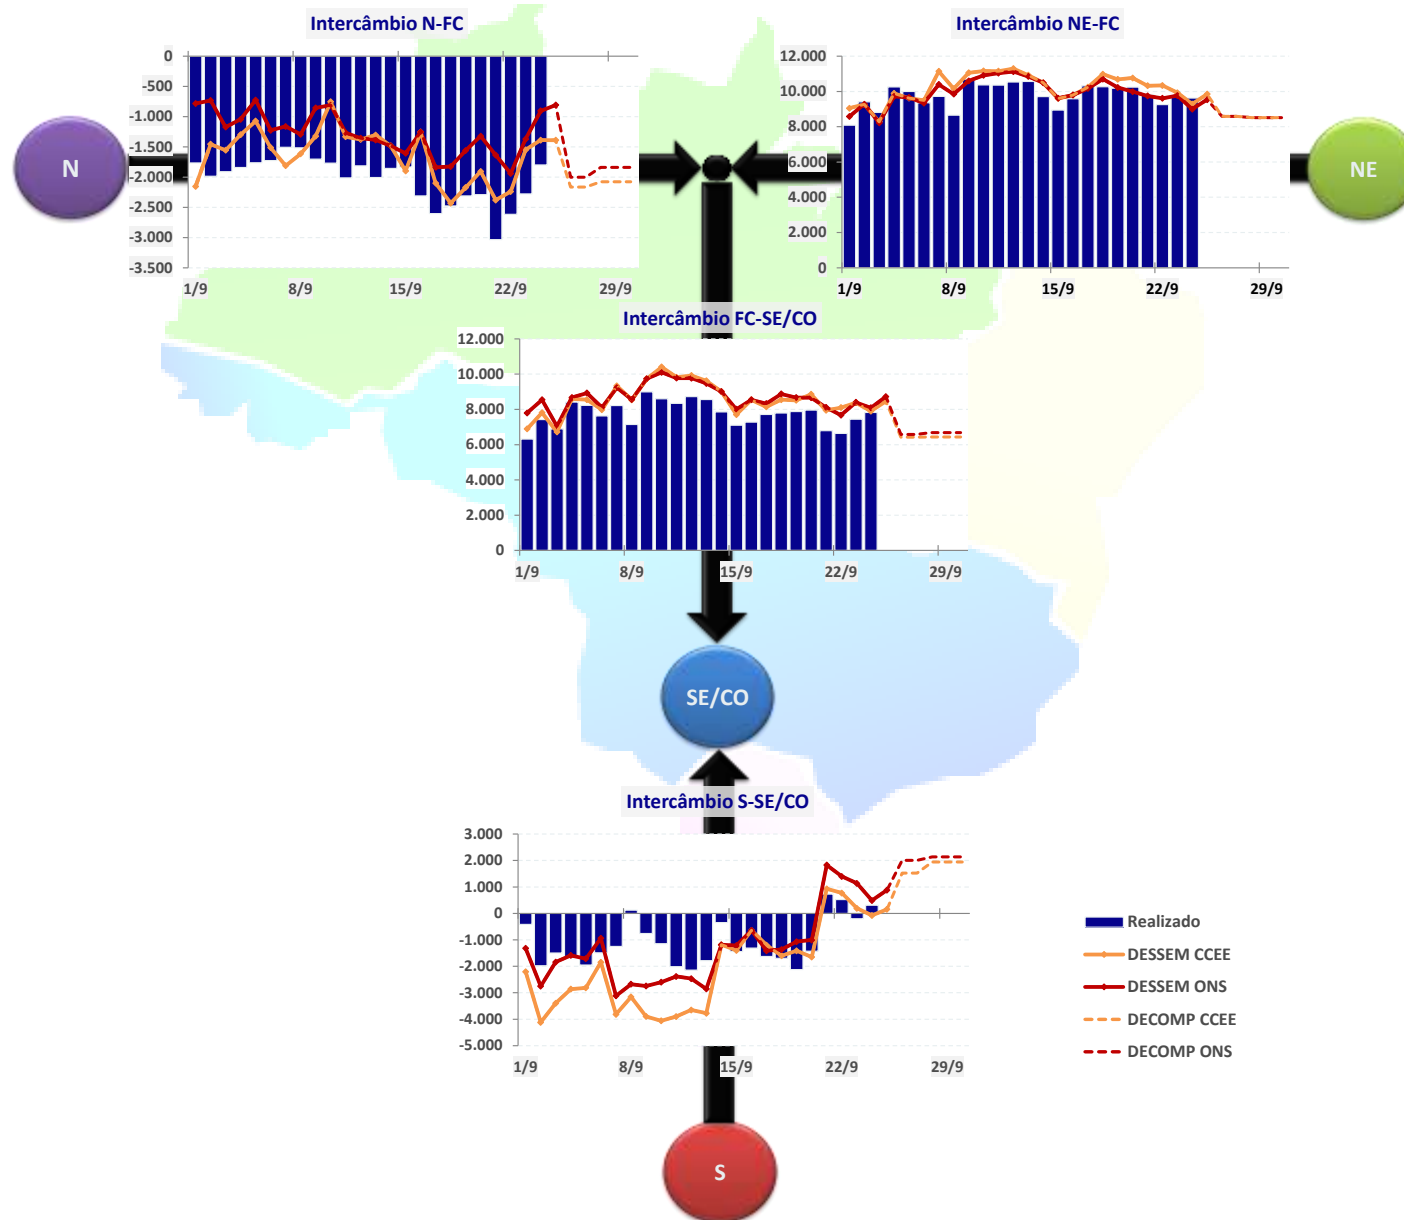 Intercâmbio N-FC
0
-500
-1.000
-1.500
-2.000
-2.500
-3.000
-3.500
1/9 8/9 15/9 22/9 29/9
Intercâmbio NE-FC
12.000
10.000
8.000
6.000
4.000
2.000
0
1/9 8/9 15/9 22/9 29/9
N
NE
Intercâmbio FC-SE/CO
12.000
10.000
8.000
6.000
4.000
2.000
0
1/9 8/9 15/9 22/9 29/9
SE/CO
Intercâmbio S-SE/CO
3.000
2.000
1.000
0
-1.000
-2.000
-3.000
-4.000
-5.000
1/9 8/9 15/9 22/9 29/9
Realizado
DESSEM CCEE
DESSEM ONS
DECOMP CCEE
DECOMP ONS
S